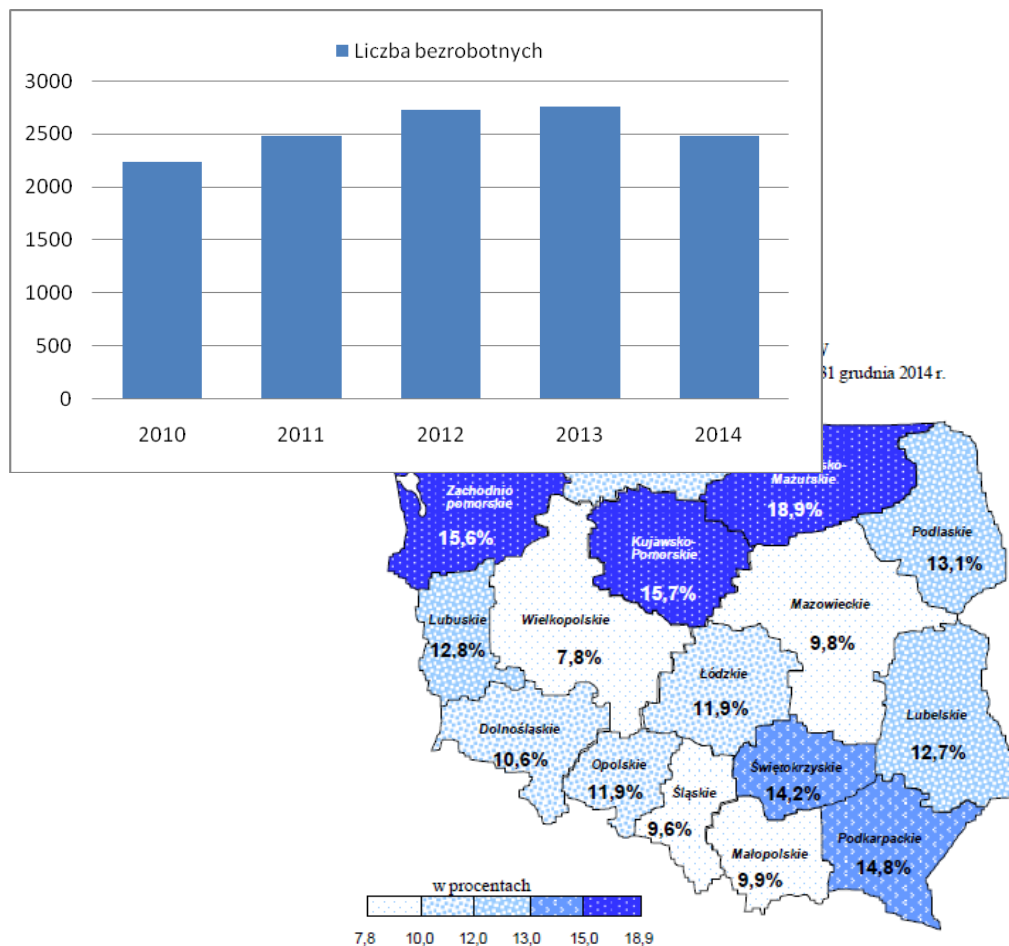 Liczba bezrobotnych
3000
2500
2000
1500
1000
500
0
2010 2011 2012 2013 2014
31 grudnia 2014 r.
Zachodnio
pomorskie
15,6%
Mazurskie
18,9%
Kujawsko-
Pomorskie
15,7%
Podlaskie
13,1%
Lubuskie
12,8%
Wielkopolskie
7,8%
Mazowieckie
9,8%
Łódzkie
11,9%
Lubelskie
12,7%
Dolnośląskie
10,6%
Opolskie
11,9%
Śląskie
9,6%
Świętokrzyskie
14,2%
Małopolskie
9,9%
Podkarpackie
14,8%
w procentach
7,8 10,0 12,0 13,0 15,0 18,9